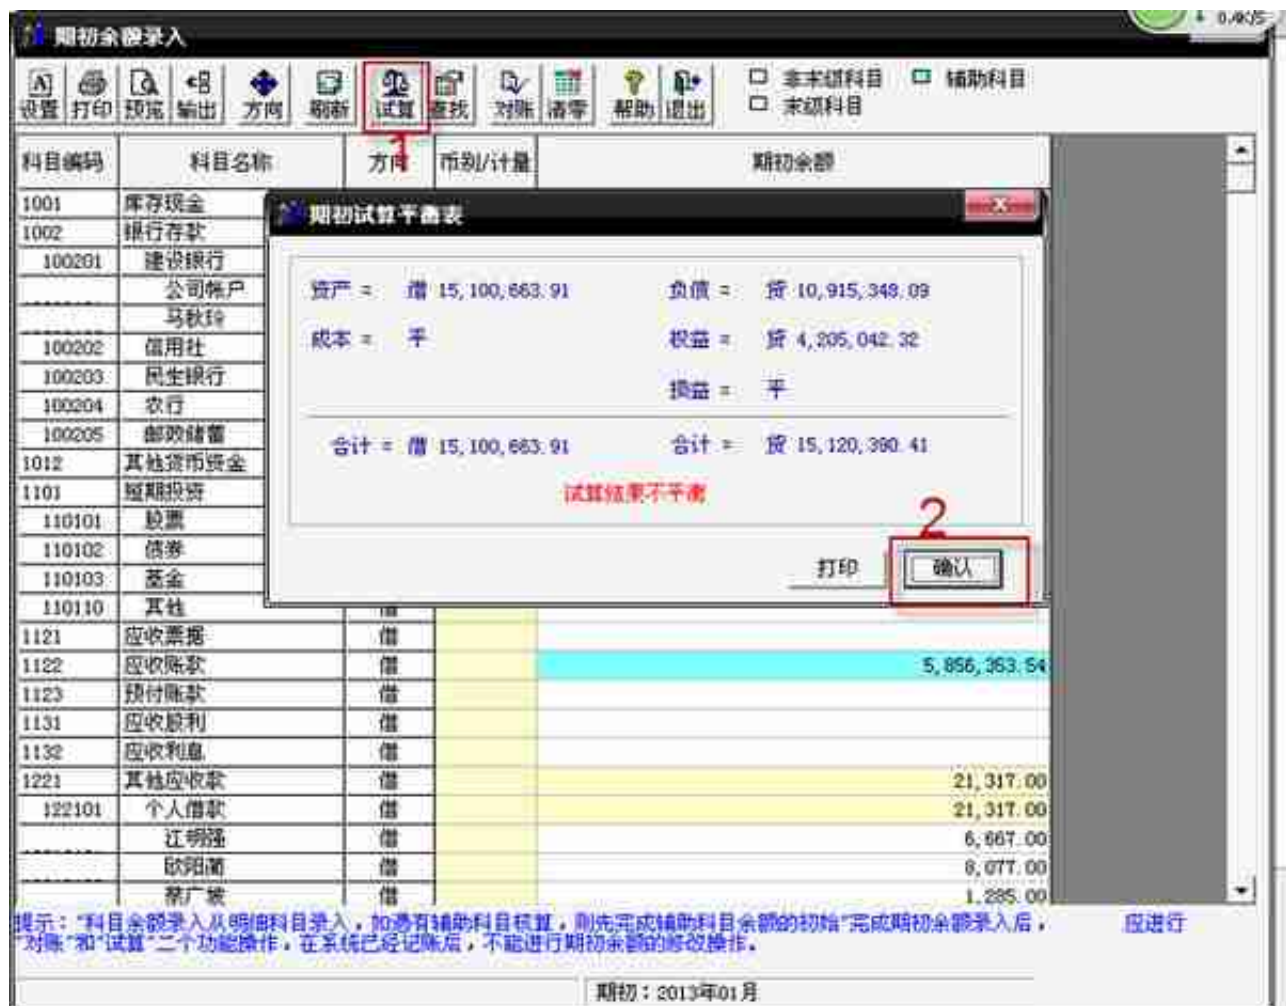 0.4K/S
期初余额录入
设置 打印 预览 输出 方向 刷新 试算 查找 对账 清零 帮助 退出 非末级科目 辅助科目
末级科目
1
科目编码 科目名称 方向 币别/计量 期初余额
1001 库存现金
1002 银行存款
100201 建设银行
公司帐户
马秋玲
100202 信用社
100203 民生银行
100204 农行
100205 邮政储蓄
1012 其他货币资金
1101 短期投资
110101 股票
110102 债券
110103 基金
110110 其他 借
期初试算平衡表
资产 = 借 15,100,663.91 负债 = 贷 10,915,348.09
成本 = 平 权益 = 贷 4,205,042.32
损益 = 平
合计 = 借 15,100,663.91 合计 = 贷 15,120,390.41
试算结果不平衡
2
打印 确认
1121 应收票据 借
1122 应收账款 借 5,856,353.54
1123 预付账款 借
1131 应收股利 借
1132 应收利息 借
1221 其他应收款 借 21,317.00
122101 个人借款 借 21,317.00
江明强 借 6,667.00
欧阳蔺 借 8,077.00
蔡广坡 借 1,285.00
提示："科目余额录入从明细科目录入，如遇有辅助科目核算，则先完成辅助科目余额的初始"完成期初余额录入后， 应进行
"对账"和"试算"二个功能操作，在系统已经记账后，不能进行期初余额的修改操作。
期初：2013年01月